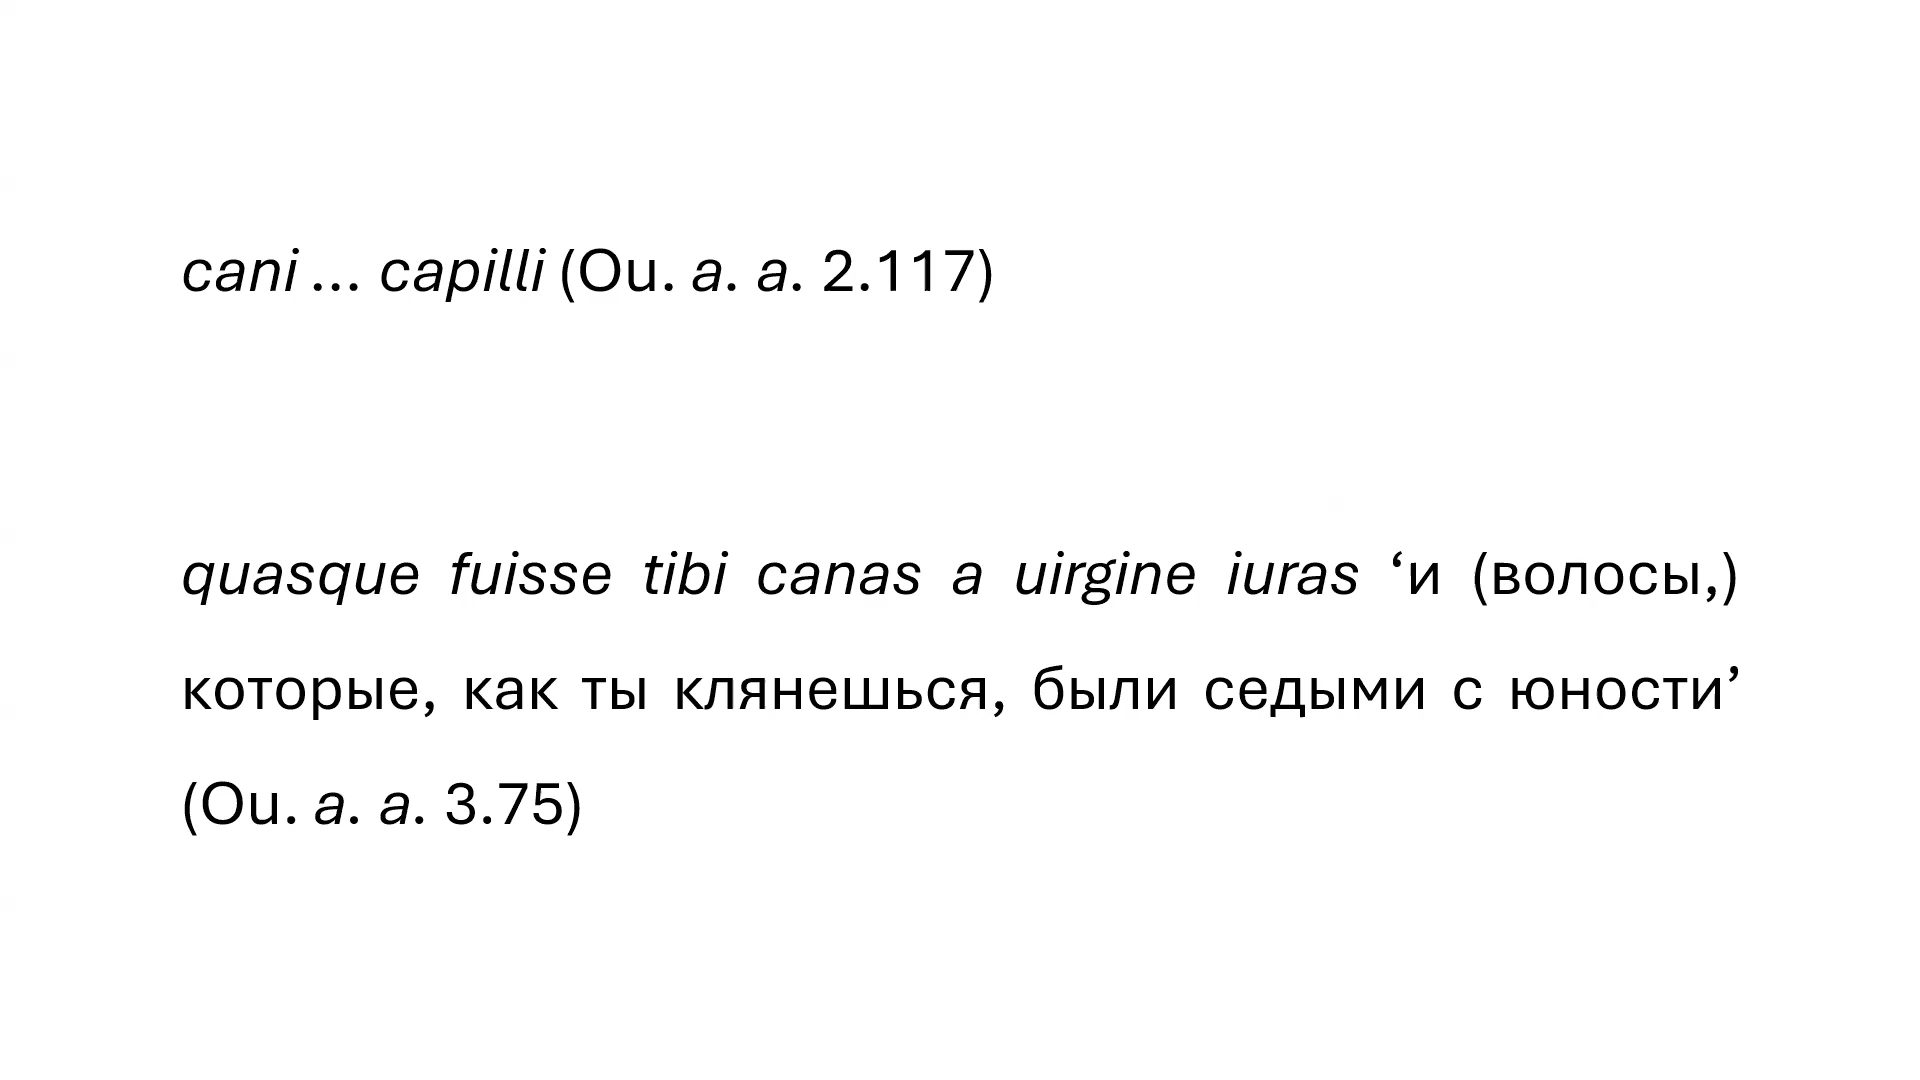 cani ... capilli (Ou. a. a. 2.117)
quasque fuisse tibi canas a uirgine iuras ‘и (волосы,)
которые, как ты клянешься, были седыми с юности’
(Ou. a. a. 3.75)